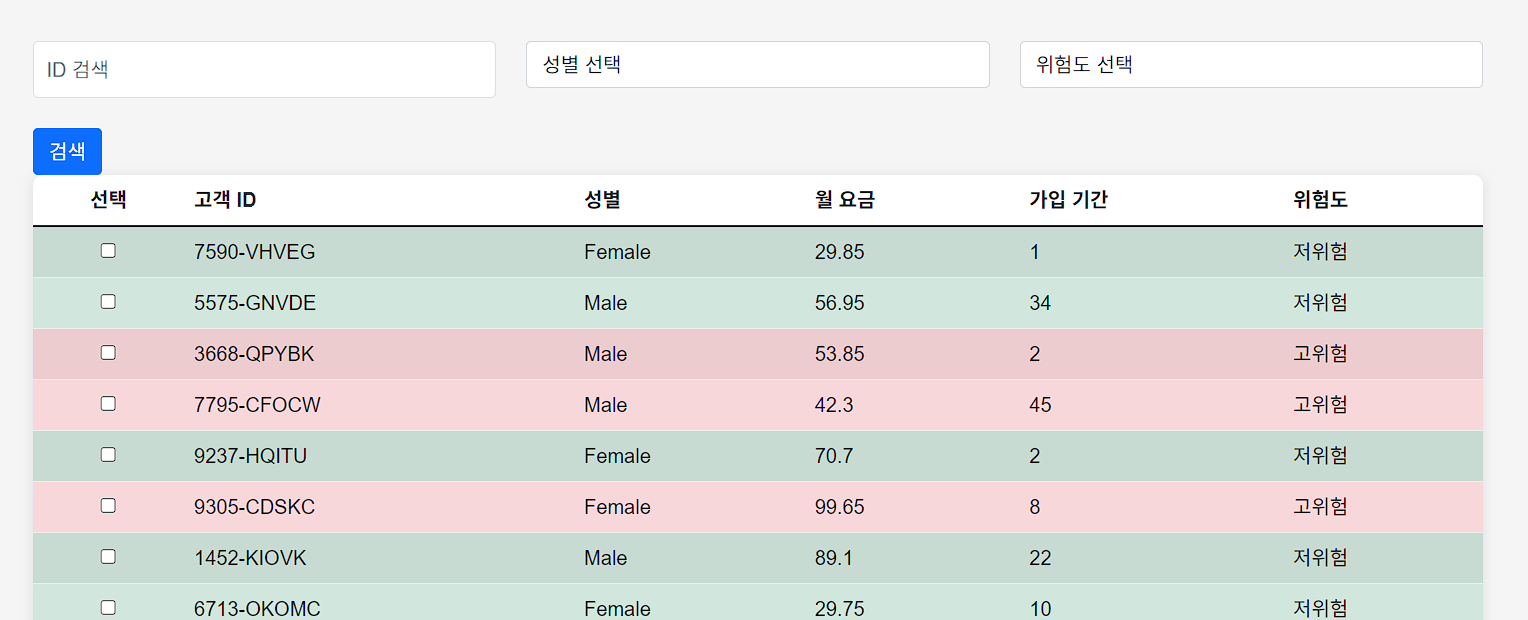 ID 검색 성별 선택 위험도 선택
검색
선택 고객 ID 성별 월 요금 가입 기간 위험도
7590-VHVEG Female 29.85 1 저위험
5575-GNVDE Male 56.95 34 저위험
3668-QPYBK Male 53.85 2 고위험
7795-CFOCW Male 42.3 45 고위험
9237-HQITU Female 70.7 2 저위험
9305-CDSKC Female 99.65 8 고위험
1452-KIOVK Male 89.1 22 저위험
6713-OKOMC Female 29.75 10 저위험